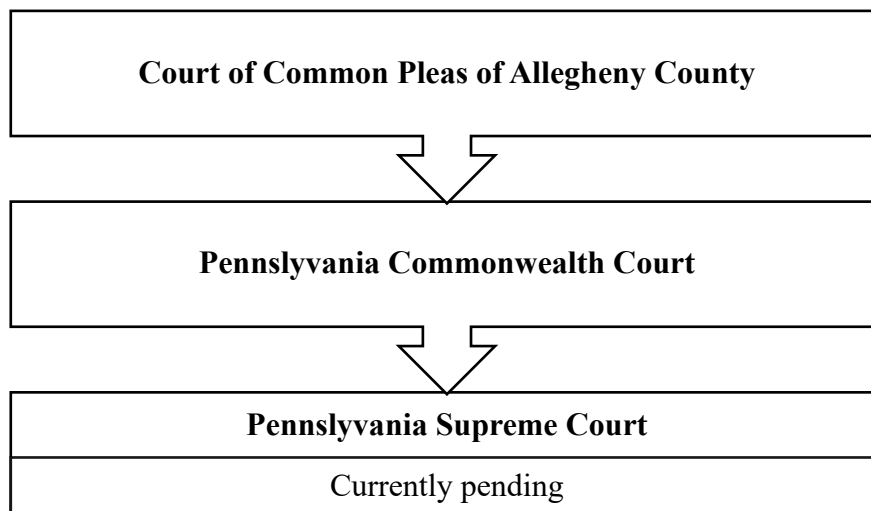 Court of Common Pleas of Allegheny County
Pennslyvania Commonwealth Court
Pennslyvania Supreme Court
Currently pending